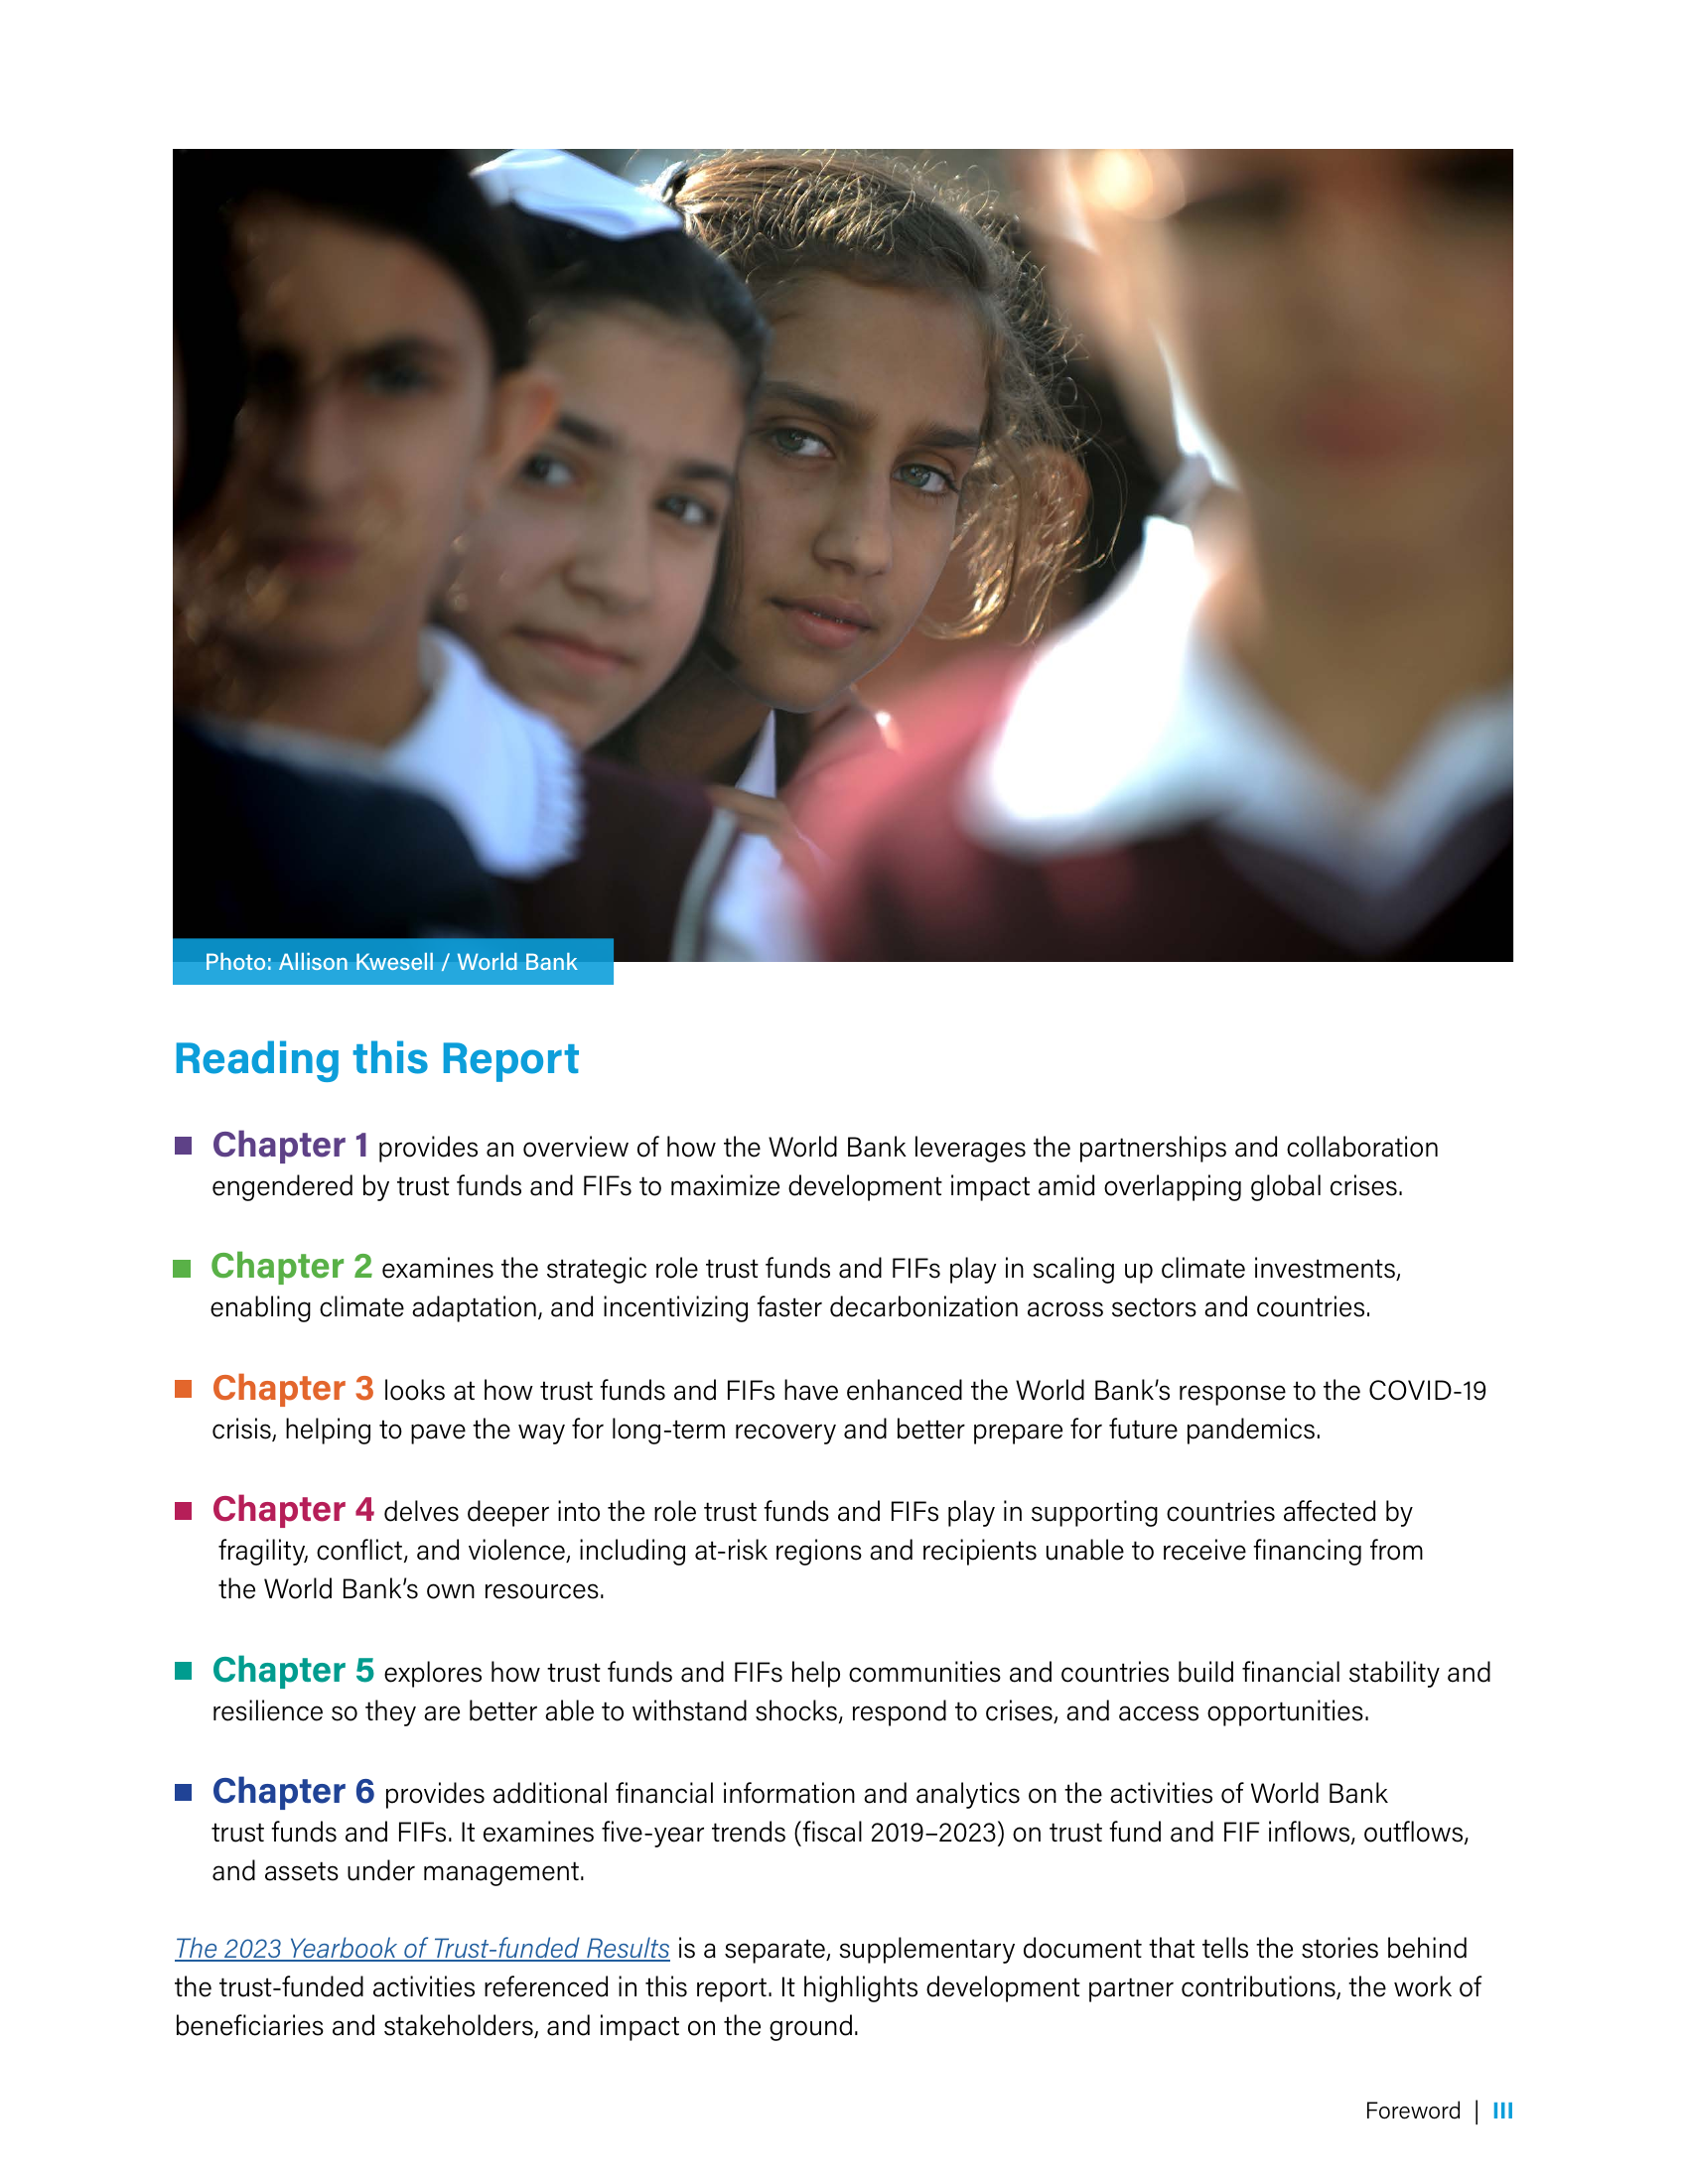 Photo: Allison Kwesell / World Bank
Reading this Report
Chapter 1 provides an overview of how the World Bank leverages the partnerships and collaboration
engendered by trust funds and FIFs to maximize development impact amid overlapping global crises.
Chapter 2 examines the strategic role trust funds and FIFs play in scaling up climate investments,
enabling climate adaptation, and incentivizing faster decarbonization across sectors and countries.
Chapter 3 looks at how trust funds and FIFs have enhanced the World Bank’s response to the COVID-19
crisis, helping to pave the way for long-term recovery and better prepare for future pandemics.
Chapter 4 delves deeper into the role trust funds and FIFs play in supporting countries affected by
fragility, conflict, and violence, including at-risk regions and recipients unable to receive financing from
the World Bank’s own resources.
Chapter 5 explores how trust funds and FIFs help communities and countries build financial stability and
resilience so they are better able to withstand shocks, respond to crises, and access opportunities.
Chapter 6 provides additional financial information and analytics on the activities of World Bank
trust funds and FIFs. It examines five-year trends (fiscal 2019–2023) on trust fund and FIF inflows, outflows,
and assets under management.
The 2023 Yearbook of Trust-funded Results is a separate, supplementary document that tells the stories behind
the trust-funded activities referenced in this report. It highlights development partner contributions, the work of
beneficiaries and stakeholders, and impact on the ground.
Foreword | III